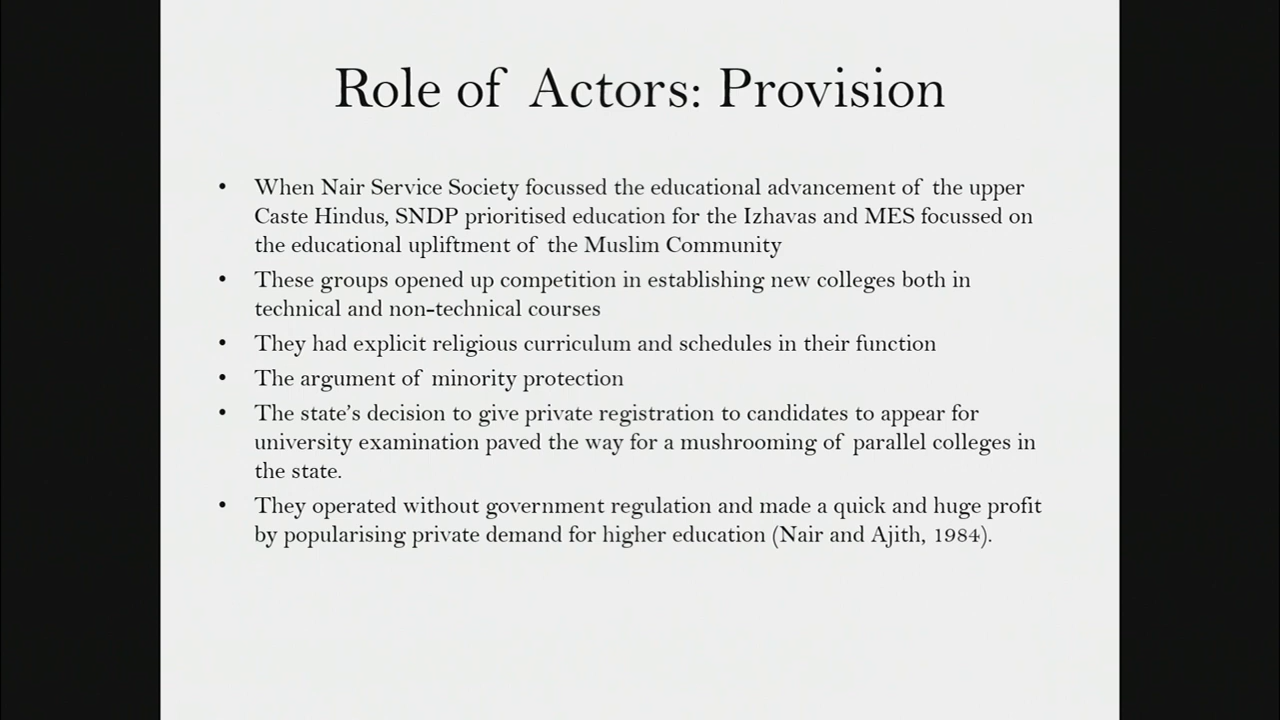 Role of Actors: Provision
• When Nair Service Society focussed the educational advancement of the upper
Caste Hindus, SNDP prioritised education for the Izhavas and MES focussed on
the educational upliftment of the Muslim Community
• These groups opened up competition in establishing new colleges both in
technical and non-technical courses
• They had explicit religious curriculum and schedules in their function
• The argument of minority protection
• The state's decision to give private registration to candidates to appear for
university examination paved the way for a mushrooming of parallel colleges in
the state.
• They operated without government regulation and made a quick and huge profit
by popularising private demand for higher education (Nair and Ajith, 1984).